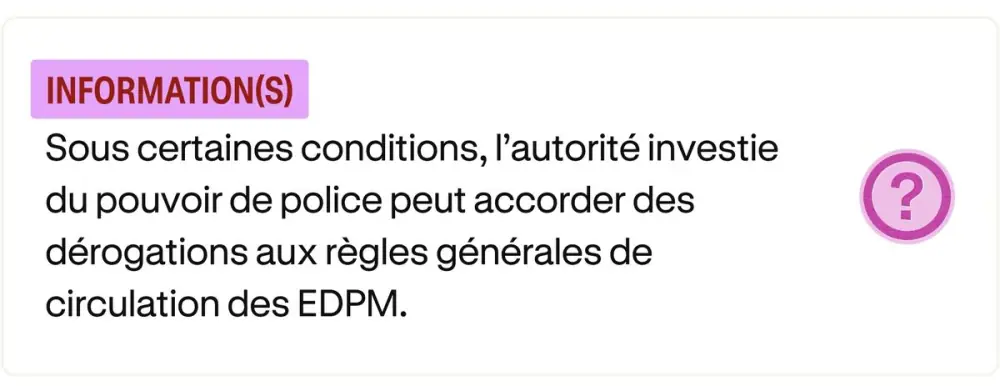 INFORMATION(S)
Sous certaines conditions, l’autorité investie
du pouvoir de police peut accorder des
dérogations aux règles générales de
circulation des EDPM.
?